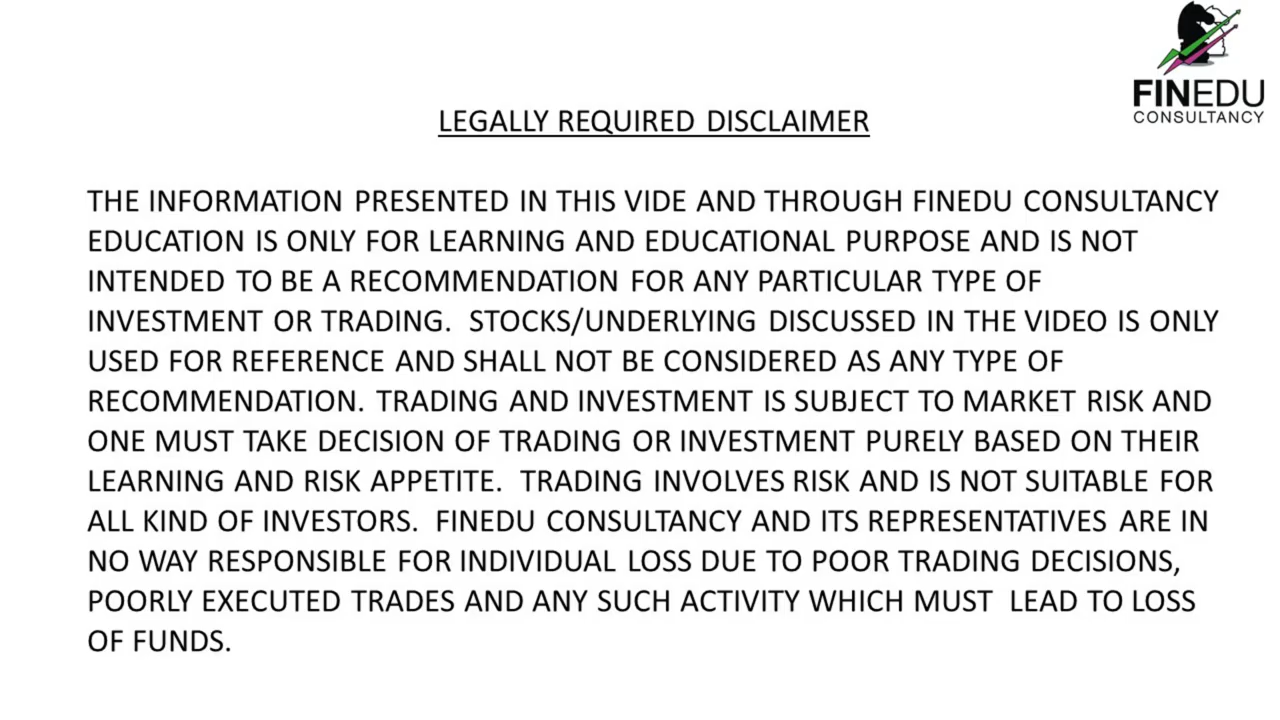 FINEDU
CONSULTANCY
LEGALLY REQUIRED DISCLAIMER
THE INFORMATION PRESENTED IN THIS VIDE AND THROUGH FINEDU CONSULTANCY
EDUCATION IS ONLY FOR LEARNING AND EDUCATIONAL PURPOSE AND IS NOT
INTENDED TO BE A RECOMMENDATION FOR ANY PARTICULAR TYPE OF
INVESTMENT OR TRADING.  STOCKS/UNDERLYING DISCUSSED IN THE VIDEO IS ONLY
USED FOR REFERENCE AND SHALL NOT BE CONSIDERED AS ANY TYPE OF
RECOMMENDATION. TRADING AND INVESTMENT IS SUBJECT TO MARKET RISK AND
ONE MUST TAKE DECISION OF TRADING OR INVESTMENT PURELY BASED ON THEIR
LEARNING AND RISK APPETITE.  TRADING INVOLVES RISK AND IS NOT SUITABLE FOR
ALL KIND OF INVESTORS.  FINEDU CONSULTANCY AND ITS REPRESENTATIVES ARE IN
NO WAY RESPONSIBLE FOR INDIVIDUAL LOSS DUE TO POOR TRADING DECISIONS,
POORLY EXECUTED TRADES AND ANY SUCH ACTIVITY WHICH MUST  LEAD TO LOSS
OF FUNDS.